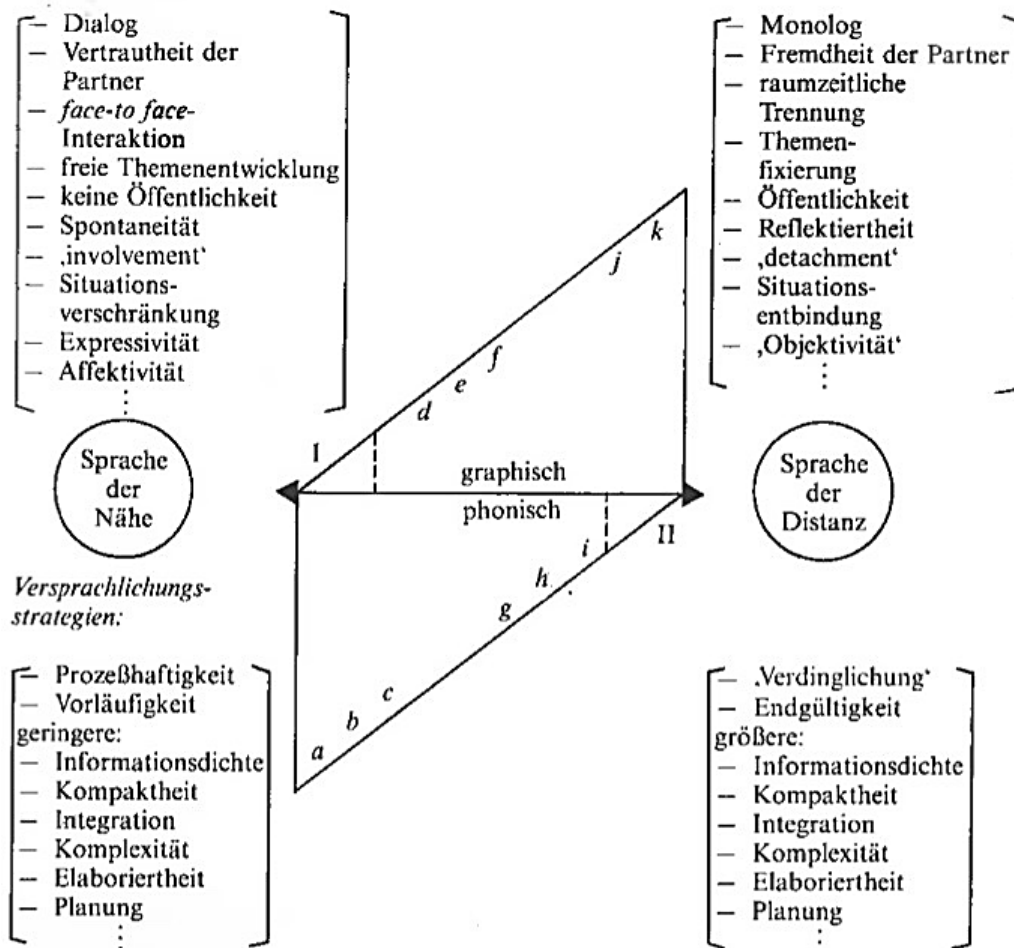 – Dialog
– Vertrautheit der
Partner
– face-to face-
Interaktion
– freie Themenentwicklung
– keine Öffentlichkeit
– Spontaneität
– ‚involvement‘
– Situations-
verschränkung
– Expressivität
– Affektivität
⋮
– Monolog
– Fremdheit der Partner
– raumzeitliche
Trennung
– Themen-
fixierung
– Öffentlichkeit
– Reflektiertheit
– ‚detachment‘
– Situations-
entbindung
– ‚Objektivität‘
⋮
Sprache
der
Nähe
I
d
e
f
j
k
graphisch
phonisch
II
a
b
c
g
h
i
Sprache
der
Distanz
Versprachlichungs-
strategien:
– Prozeßhaftigkeit
– Vorläufigkeit
geringere:
– Informationsdichte
– Kompaktheit
– Integration
– Komplexität
– Elaboriertheit
– Planung
⋮
– ‚Verdinglichung‘
– Endgültigkeit
größere:
– Informationsdichte
– Kompaktheit
– Integration
– Komplexität
– Elaboriertheit
– Planung
⋮